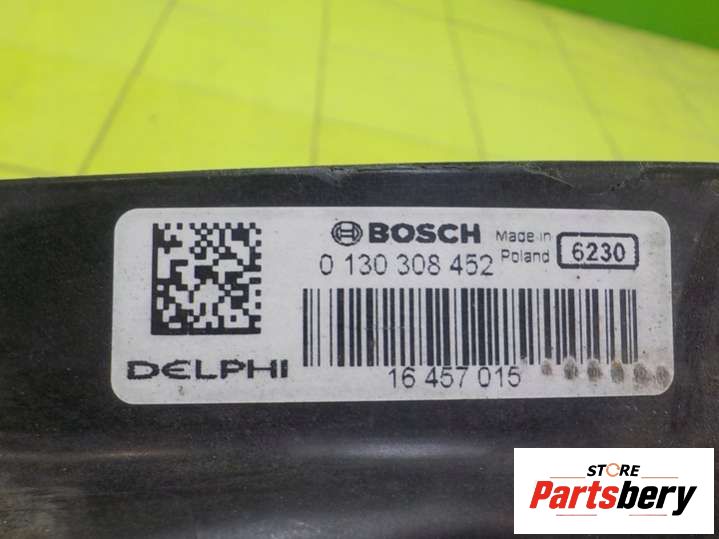 BOSCH
0 130 308 452
Made in
Poland
6230
DELPHI
16 457 015
STORE
Partsbery